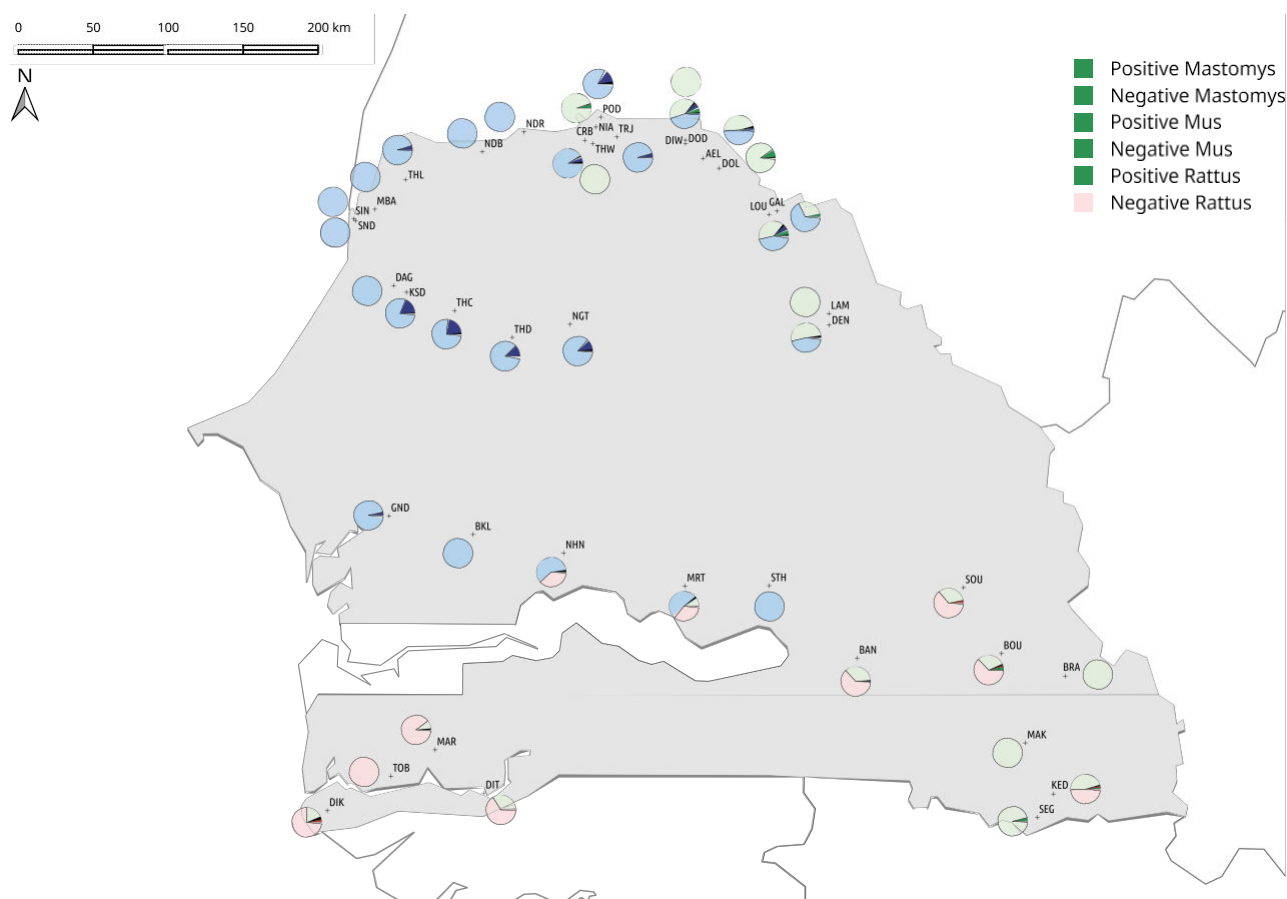 0 50 100 150 200 km
N
Positive Mastomys
Negative Mastomys
Positive Mus
Negative Mus
Positive Rattus
Negative Rattus
POD
NDR
CRB
NIA
TRJ
THW
NDB
DIW
DOD
AEL
DOL
THL
MBA
SIN
SND
LOU
GAL
DAG
KSD
THC
THD
NGT
LAM
DEN
GND
BKL
NHN
MRT
STH
SOU
BAN
BOU
BRA
MAR
MAK
TOB
DIT
KED
DIK
SEG